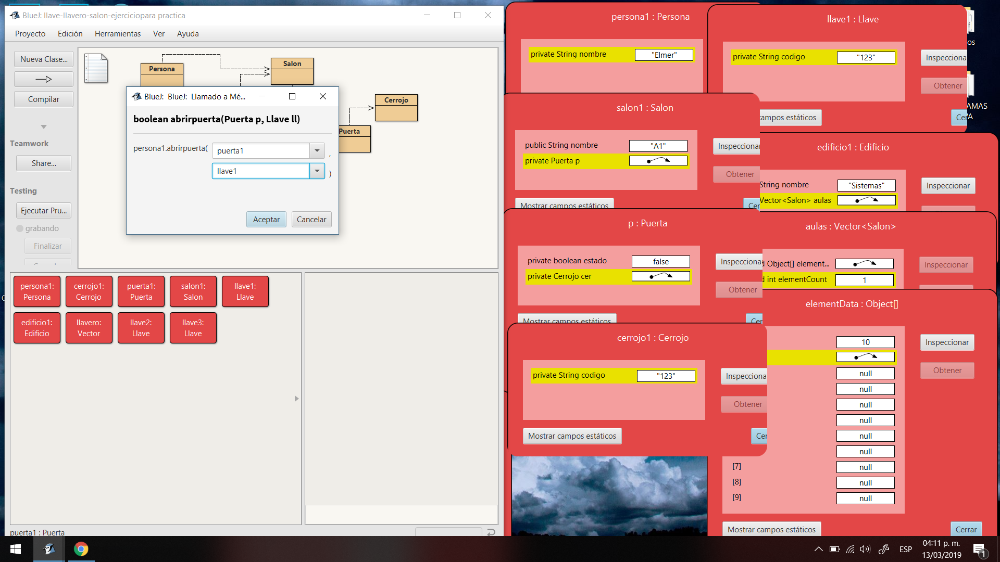 BlueJ: llave-llavero-salon-ejerciciopara practica
Proyecto Edición Herramientas Ver Ayuda
Nueva Clase...
Compilar
Teamwork
Share...
Testing
Ejecutar Pru...
grabando
Finalizar
Persona
Salon
Cerrojo
Puerta
BlueJ: BlueJ: Llamado a Mé...
boolean abrirpuerta(Puerta p, Llave ll)
persona1.abrirpuerta( puerta1 ,
llave1 )
Aceptar Cancelar
persona1:
Persona
cerrojo1:
Cerrojo
puerta1:
Puerta
salon1:
Salon
llave1:
Llave
edificio1:
Edificio
llavero:
Vector
llave2:
Llave
llave3:
Llave
puerta1 : Puerta
persona1 : Persona
private String nombre "Elmer"
llave1 : Llave
private String codigo "123"
Inspecciona
Obtener
campos estáticos
Cer
os
AMAS
VA
salon1 : Salon
public String nombre "A1"
private Puerta p
Inspecciona
Obtener
Mostrar campos estáticos
Cer
edificio1 : Edificio
String nombre "Sistemas"
Vector<Salon> aulas
Inspeccionar
p : Puerta
private boolean estado false
private Cerrojo cer
Inspecciona
Obtener
Mostrar campos estáticos
Cer
aulas : Vector<Salon>
d Object[] element...
d int elementCount 1
Inspeccionar
elementData : Object[]
10
null
null
null
null
null
null
[7] null
[8] null
[9] null
Inspeccionar
Obtener
Mostrar campos estáticos
Cerrar
cerrojo1 : Cerrojo
private String codigo "123"
Inspecciona
Obtener
Mostrar campos estáticos
Cer
ESP
04:11 p. m.
13/03/2019
1